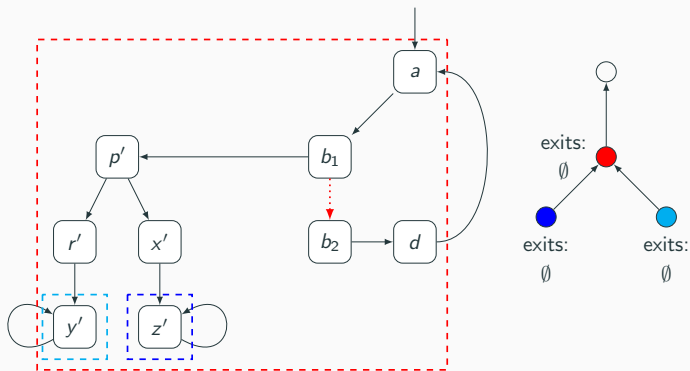 a
p′
b₁
exits:
∅
r′
x′
b₂
d
exits:
∅
exits:
∅
y′
z′